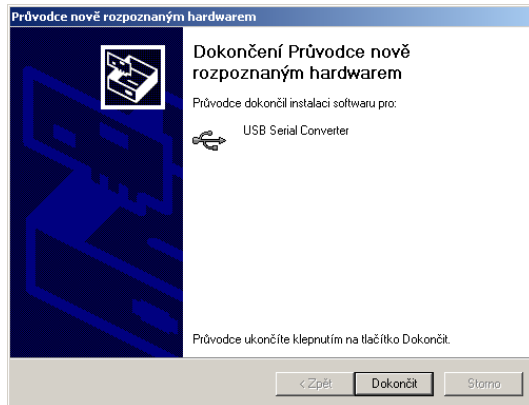 Průvodce nově rozpoznaným hardwarem
Dokončení Průvodce nově
rozpoznaným hardwarem
Průvodce dokončil instalaci softwaru pro:
USB Serial Converter
Průvodce ukončíte klepnutím na tlačítko Dokončit.
< Zpět
Dokončit
Storno